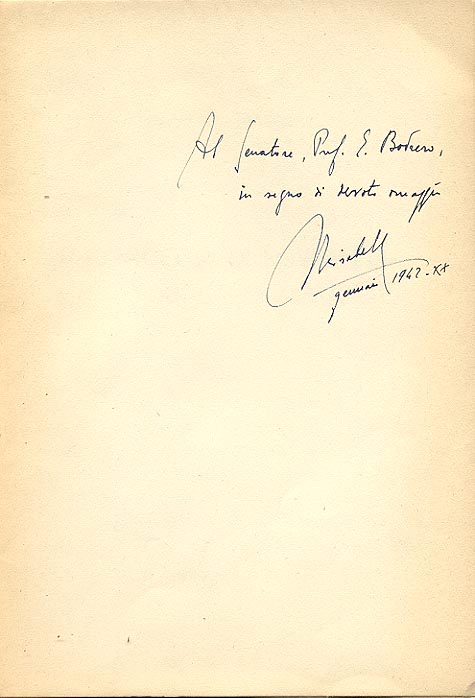 Al Senatore, Prof. E. Bodrero,
in segno di devoto omaggio
gennaio 1942-XX